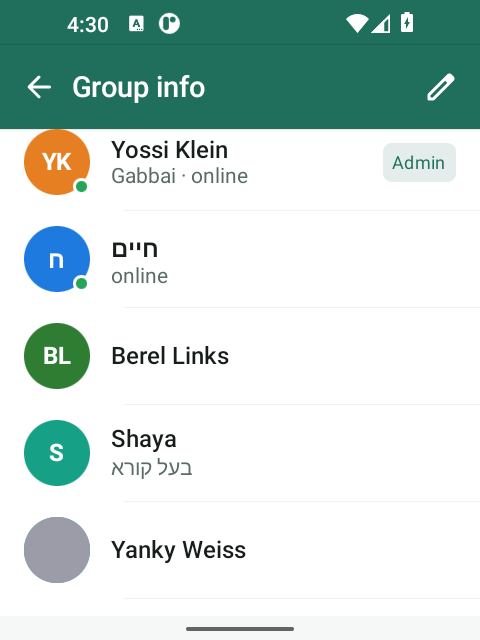 4:30
Group info
YK
Yossi Klein
Gabbai · online
Admin
ח
חיים
online
BL
Berel Links
S
Shaya
בעל קורא
Yanky Weiss